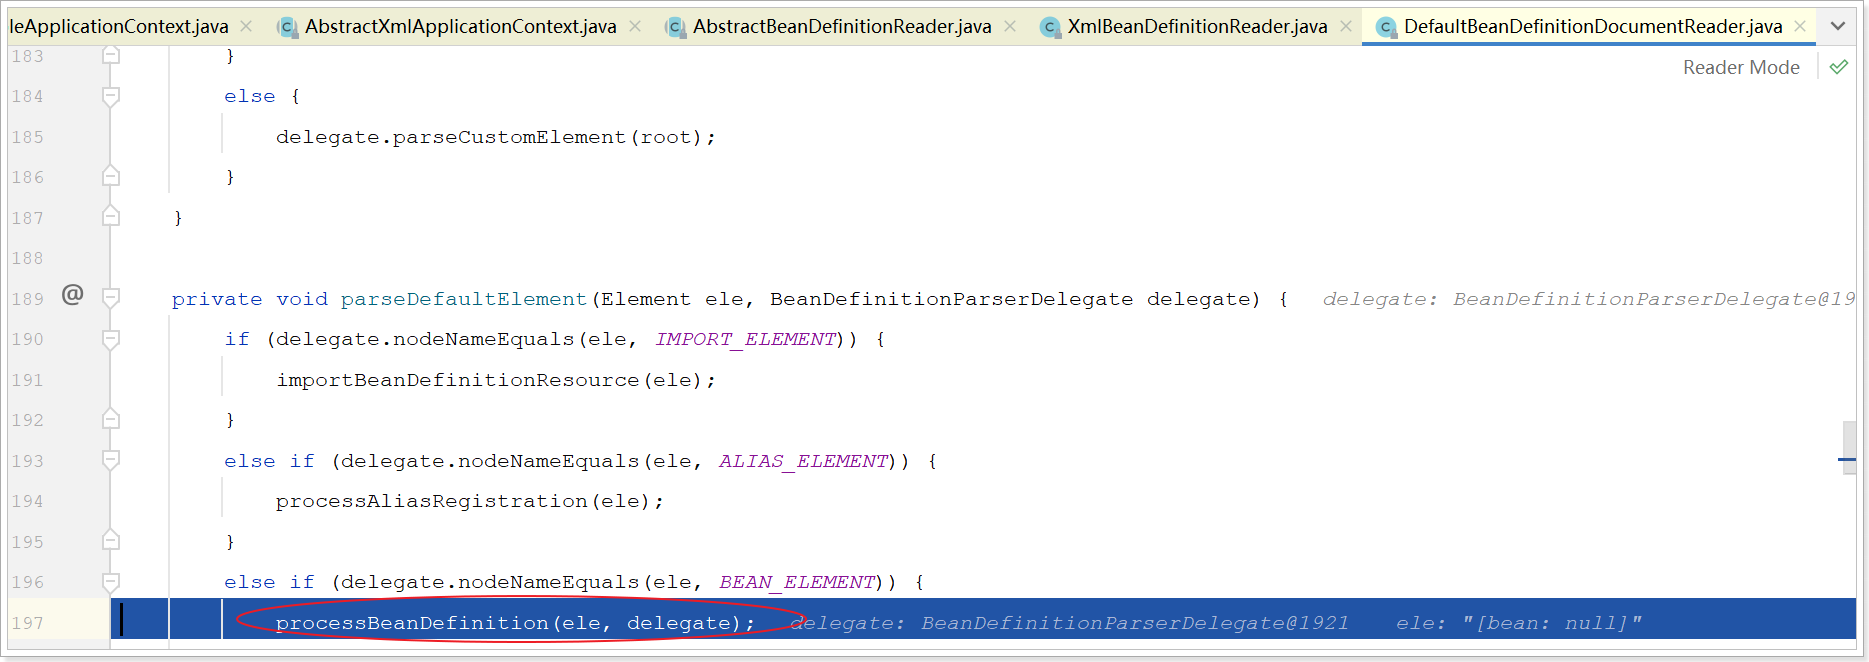 leApplicationContext.java AbstractXmlApplicationContext.java AbstractBeanDefinitionReader.java XmlBeanDefinitionReader.java DefaultBeanDefinitionDocumentReader.java
Reader Mode
183 }
184 else {
185 delegate.parseCustomElement(root);
186 }
187 }
188
189 @ private void parseDefaultElement(Element ele, BeanDefinitionParserDelegate delegate) { delegate: BeanDefinitionParserDelegate@19
190 if (delegate.nodeNameEquals(ele, IMPORT_ELEMENT)) {
191 importBeanDefinitionResource(ele);
192 }
193 else if (delegate.nodeNameEquals(ele, ALIAS_ELEMENT)) {
194 processAliasRegistration(ele);
195 }
196 else if (delegate.nodeNameEquals(ele, BEAN_ELEMENT)) {
197 processBeanDefinition(ele, delegate); delegate: BeanDefinitionParserDelegate@1921 ele: "[bean: null]"